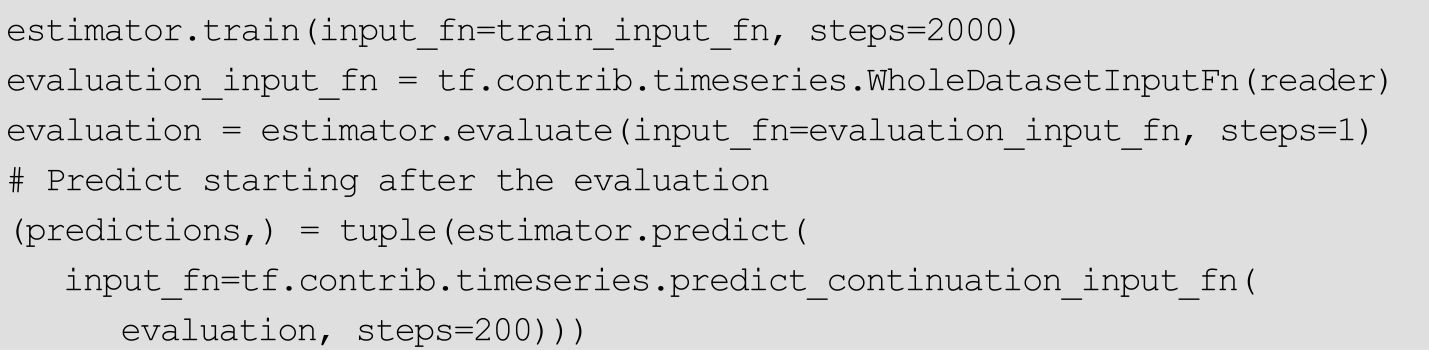 estimator.train(input_fn=train_input_fn, steps=2000)
evaluation_input_fn = tf.contrib.timeseries.WholeDatasetInputFn(reader)
evaluation = estimator.evaluate(input_fn=evaluation_input_fn, steps=1)
# Predict starting after the evaluation
(predictions,) = tuple(estimator.predict(
   input_fn=tf.contrib.timeseries.predict_continuation_input_fn(
      evaluation, steps=200)))